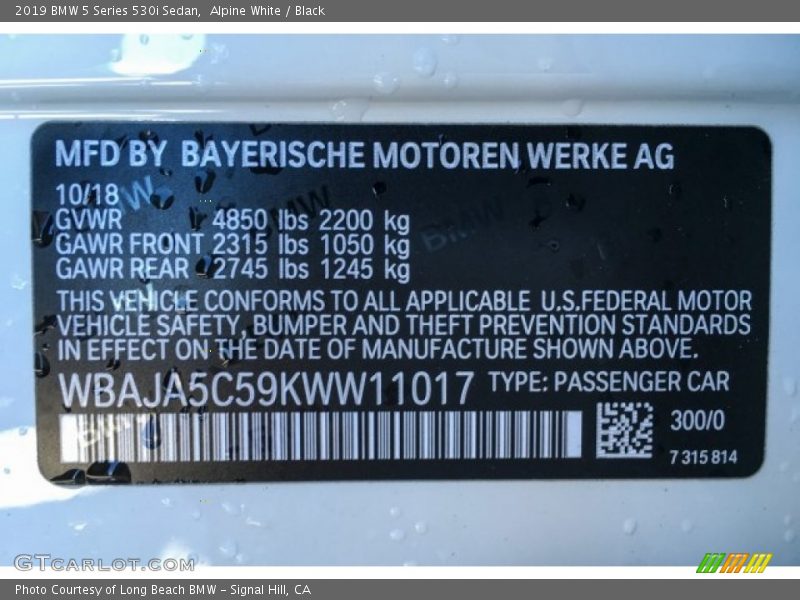 2019 BMW 5 Series 530i Sedan,  Alpine White / Black
MFD BY BAYERISCHE MOTOREN WERKE AG
10/18
GVWR 4850 lbs 2200 kg
GAWR FRONT 2315 lbs 1050 kg
GAWR REAR 2745 lbs 1245 kg
THIS VEHICLE CONFORMS TO ALL APPLICABLE U.S.FEDERAL MOTOR
VEHICLE SAFETY, BUMPER AND THEFT PREVENTION STANDARDS
IN EFFECT ON THE DATE OF MANUFACTURE SHOWN ABOVE.
WBAJA5C59KWW11017 TYPE: PASSENGER CAR
300/0
7 315 814
GTCARLOT.COM
Photo Courtesy of Long Beach BMW - Signal Hill, CA